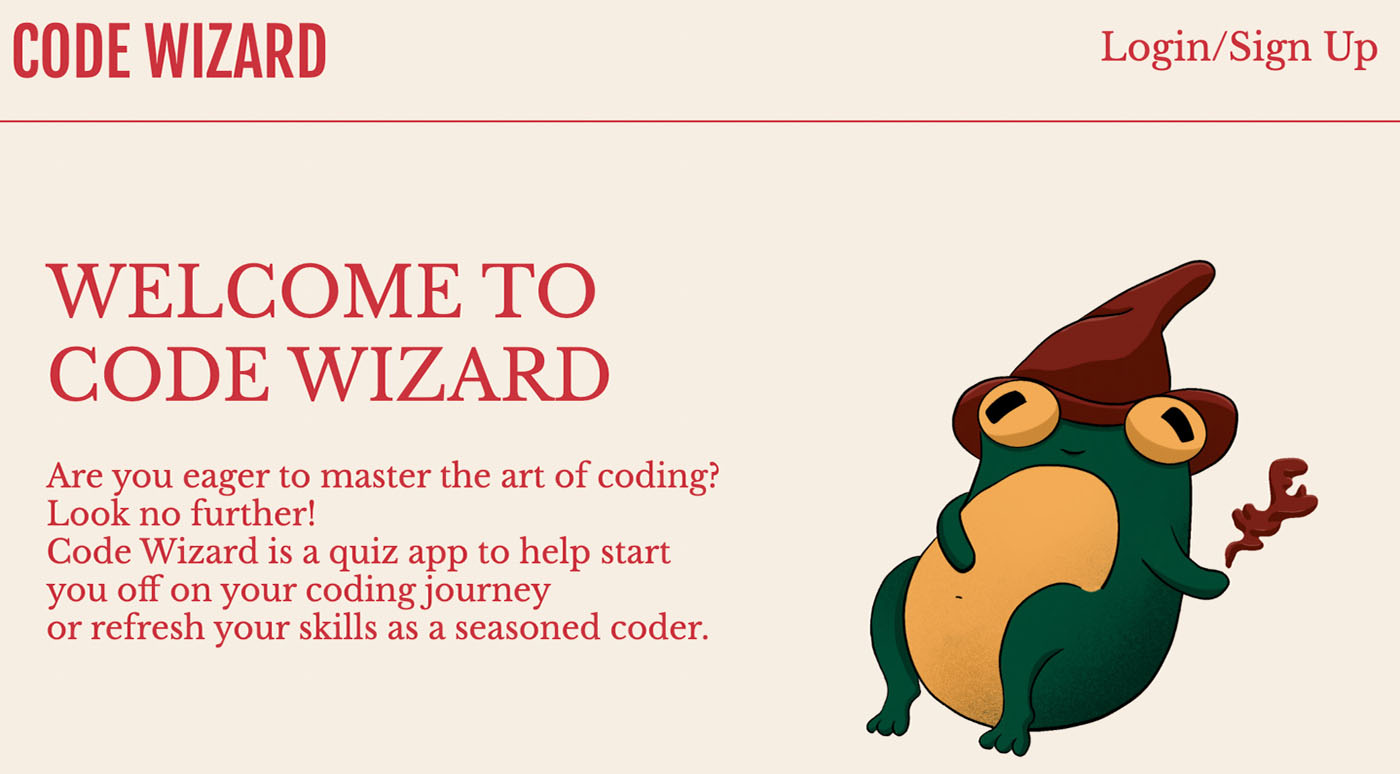 CODE WIZARD
Login/Sign Up
WELCOME TO
CODE WIZARD
Are you eager to master the art of coding?
Look no further!
Code Wizard is a quiz app to help start
you off on your coding journey
or refresh your skills as a seasoned coder.